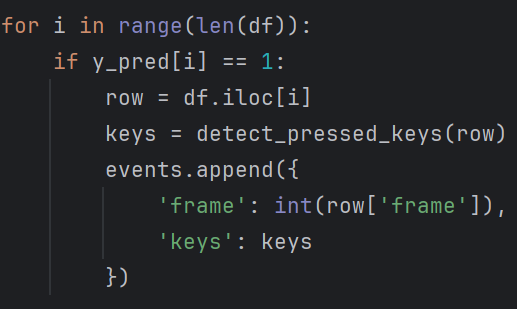 for i in range(len(df)):
    if y_pred[i] == 1:
        row = df.iloc[i]
        keys = detect_pressed_keys(row)
        events.append({
            'frame': int(row['frame']),
            'keys': keys
        })